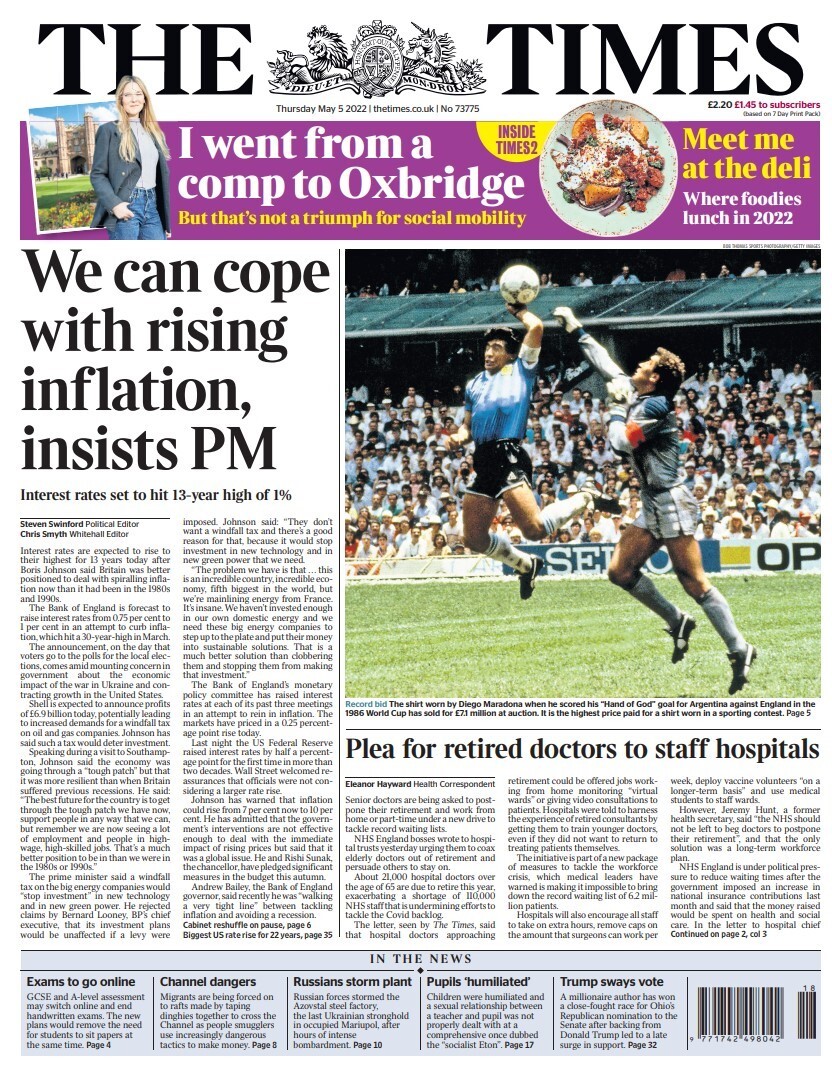 THE TIMES
DIEU ET MON DROIT
Thursday May 5 2022 | thetimes.co.uk | No 73775
£2.20 £1.45 to subscribers
(based on 7 Day Print Pack)
I went from a
comp to Oxbridge
But that's not a triumph for social mobility
INSIDE
TIMES2
Meet me
at the deli
Where foodies
lunch in 2022
BOB THOMAS SPORTS PHOTOGRAPHY/GETTY IMAGES
We can cope
with rising
inflation,
insists PM
Interest rates set to hit 13-year high of 1%
Steven Swinford Political Editor
Chris Smyth Whitehall Editor
Interest rates are expected to rise to
their highest for 13 years today after
Boris Johnson said Britain was better
positioned to deal with spiralling infla-
tion now than it had been in the 1980s
and 1990s.
The Bank of England is forecast to
raise interest rates from 0.75 per cent to
1 per cent in an attempt to curb infla-
tion, which hit a 30-year-high in March.
The announcement, on the day that
voters go to the polls for the local elec-
tions, comes amid mounting concern in
government about the economic
impact of the war in Ukraine and con-
tracting growth in the United States.
Shell is expected to announce profits
of £6.9 billion today, potentially leading
to increased demands for a windfall tax
on oil and gas companies. Johnson has
said such a tax would deter investment.
Speaking during a visit to Southamp-
ton, Johnson said the economy was
going through a "tough patch" but that
it was more resilient than when Britain
suffered previous recessions. He said:
"The best future for the country is to get
through the tough patch we have now,
support people in any way that we can,
but remember we are now seeing a lot
of employment and people in high-
wage, high-skilled jobs. That's a much
better position to be in than we were in
the 1980s or 1990s."
The prime minister said a windfall
tax on the big energy companies would
"stop investment" in new technology
and in new green power. He rejected
claims by Bernard Looney, BP's chief
executive, that its investment plans
would be unaffected if a levy were
imposed. Johnson said: "They don't
want a windfall tax and there's a good
reason for that, because it would stop
investment in new technology and in
new green power that we need.
"The problem we have is that ... this
is an incredible country, incredible eco-
nomy, fifth biggest in the world, but
we're mainlining energy from France.
It's insane. We haven't invested enough
in our own domestic energy and we
need these big energy companies to
step up to the plate and put their money
into sustainable solutions. That is a
much better solution than clobbering
them and stopping them from making
that investment."
The Bank of England's monetary
policy committee has raised interest
rates at each of its past three meetings
in an attempt to rein in inflation. The
markets have priced in a 0.25 percent-
age point rise today.
Last night the US Federal Reserve
raised interest rates by half a percent-
age point for the first time in more than
two decades. Wall Street welcomed re-
assurances that officials were not con-
sidering a larger rate rise.
Johnson has warned that inflation
could rise from 7 per cent now to 10 per
cent. He has admitted that the govern-
ment's interventions are not effective
enough to deal with the immediate
impact of rising prices but said that it
was a global issue. He and Rishi Sunak,
the chancellor, have pledged significant
measures in the budget this autumn.
Andrew Bailey, the Bank of England
governor, said recently he was "walking
a very tight line" between tackling
inflation and avoiding a recession.
Cabinet reshuffle on pause, page 6
Biggest US rate rise for 22 years, page 35
SEIKO
OP
Record bid The shirt worn by Diego Maradona when he scored his "Hand of God" goal for Argentina against England in the
1986 World Cup has sold for £7.1 million at auction. It is the highest price paid for a shirt worn in a sporting contest. Page 5
Plea for retired doctors to staff hospitals
Eleanor Hayward Health Correspondent
Senior doctors are being asked to post-
pone their retirement and work from
home or part-time under a new drive to
tackle record waiting lists.
NHS England bosses wrote to hospi-
tal trusts yesterday urging them to coax
elderly doctors out of retirement and
persuade others to stay on.
About 21,000 hospital doctors over
the age of 65 are due to retire this year,
exacerbating a shortage of 110,000
NHS staff that is undermining efforts to
tackle the Covid backlog.
The letter, seen by The Times, said
that hospital doctors approaching
retirement could be offered jobs work-
ing from home monitoring "virtual
wards" or giving video consultations to
patients. Hospitals were told to harness
the experience of retired consultants by
getting them to train younger doctors,
even if they did not want to return to
treating patients themselves.
The initiative is part of a new package
of measures to tackle the workforce
crisis, which medical leaders have
warned is making it impossible to bring
down the record waiting list of 6.2 mil-
lion patients.
Hospitals will also encourage all staff
to take on extra hours, remove caps on
the amount that surgeons can work per
week, deploy vaccine volunteers "on a
longer-term basis" and use medical
students to staff wards.
However, Jeremy Hunt, a former
health secretary, said "the NHS should
not be left to beg doctors to postpone
their retirement", and that the only
solution was a long-term workforce
plan.
NHS England is under political pres-
sure to reduce waiting times after the
government imposed an increase in
national insurance contributions last
month and said that the money raised
would be spent on health and social
care. In the letter to hospital chief
Continued on page 2, col 3
IN THE NEWS
Exams to go online
GCSE and A-level assessment
may switch online and end
handwritten exams. The new
plans would remove the need
for students to sit papers at
the same time. Page 4
Channel dangers
Migrants are being forced on
to rafts made by taping
dinghies together to cross the
Channel as people smugglers
use increasingly dangerous
tactics to make money. Page 8
Russians storm plant
Russian forces stormed the
Azovstal steel factory,
the last Ukrainian stronghold
in occupied Mariupol, after
hours of intense
bombardment. Page 10
Pupils 'humiliated'
Children were humiliated and
a sexual relationship between
a teacher and pupil was not
properly dealt with at a
comprehensive once dubbed
the "socialist Eton". Page 17
Trump sways vote
A millionaire author has won
a close-fought race for Ohio's
Republican nomination to the
Senate after backing from
Donald Trump led to a late
surge in support. Page 32
18
9 771742 498042